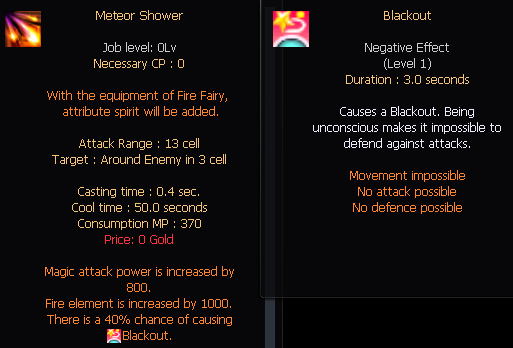 Meteor Shower
Job level: 0Lv
Necessary CP : 0
With the equipment of Fire Fairy,
attribute spirit will be added.
Attack Range : 13 cell
Target : Around Enemy in 3 cell
Casting time : 0.4 sec.
Cool time : 50.0 seconds
Consumption MP : 370
Price: 0 Gold
Magic attack power is increased by
800.
Fire element is increased by 1000.
There is a 40% chance of causing
Blackout.
Blackout
Negative Effect
(Level 1)
Duration : 3.0 seconds
Causes a Blackout. Being
unconscious makes it impossible to
defend against attacks.
Movement impossible
No attack possible
No defence possible